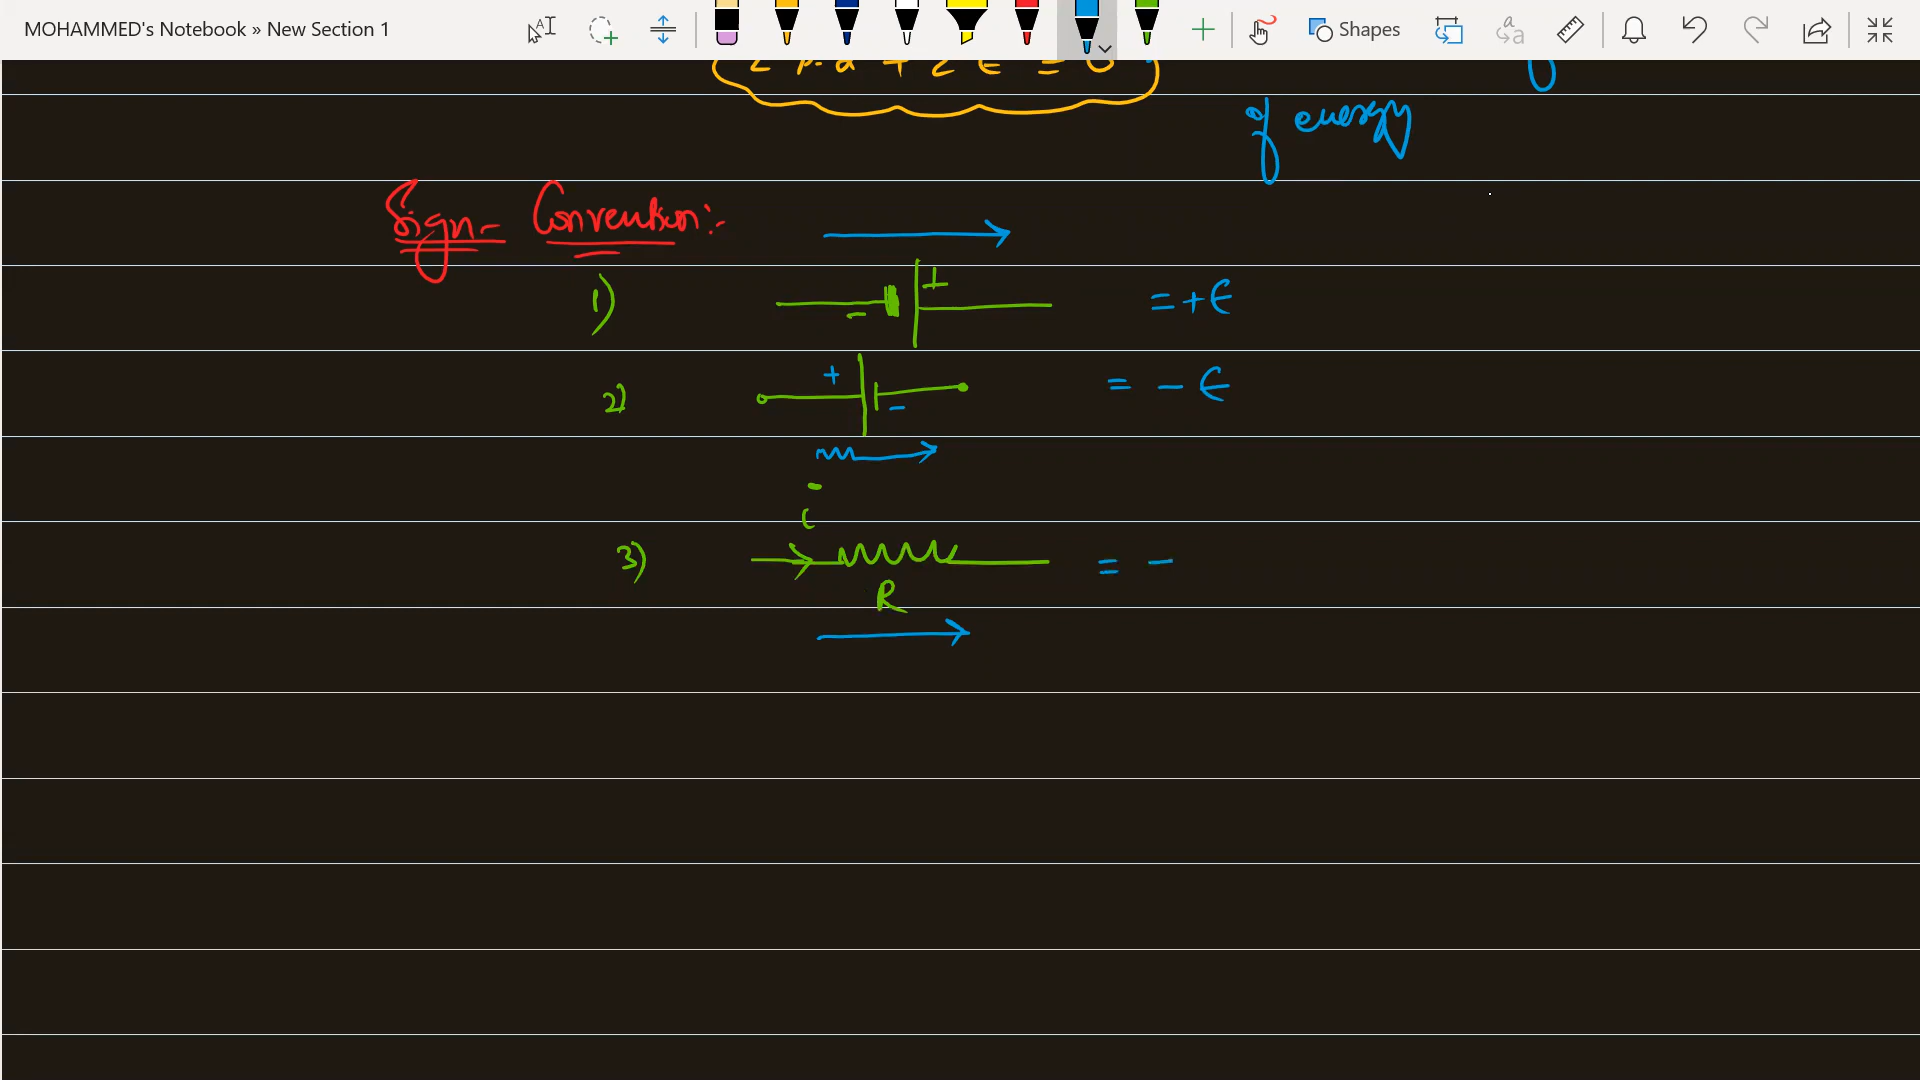 MOHAMMED's Notebook » New Section 1
Shapes
of energy
Sign- Convention:-
1) - + = +ε
2) + - = - ε
i
3) = -
R